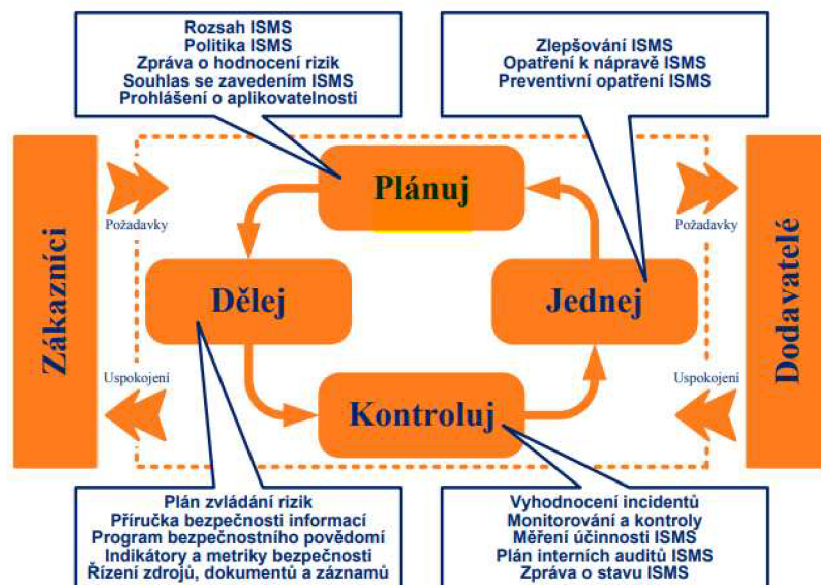 Rozsah ISMS
Politika ISMS
Zpráva o hodnocení rizik
Souhlas se zavedením ISMS
Prohlášení o aplikovatelnosti
Zlepšování ISMS
Opatření k nápravě ISMS
Preventivní opatření ISMS
Zákazníci
Požadavky
Uspokojení
Plánuj
Dělej
Jednej
Kontroluj
Požadavky
Uspokojení
Dodavatelé
Plán zvládání rizik
Příručka bezpečnosti informací
Program bezpečnostního povědomí
Indikátory a metriky bezpečnosti
Řízení zdrojů, dokumentů a záznamů
Vyhodnocení incidentů
Monitorování a kontroly
Měření účinnosti ISMS
Plán interních auditů ISMS
Zpráva o stavu ISMS